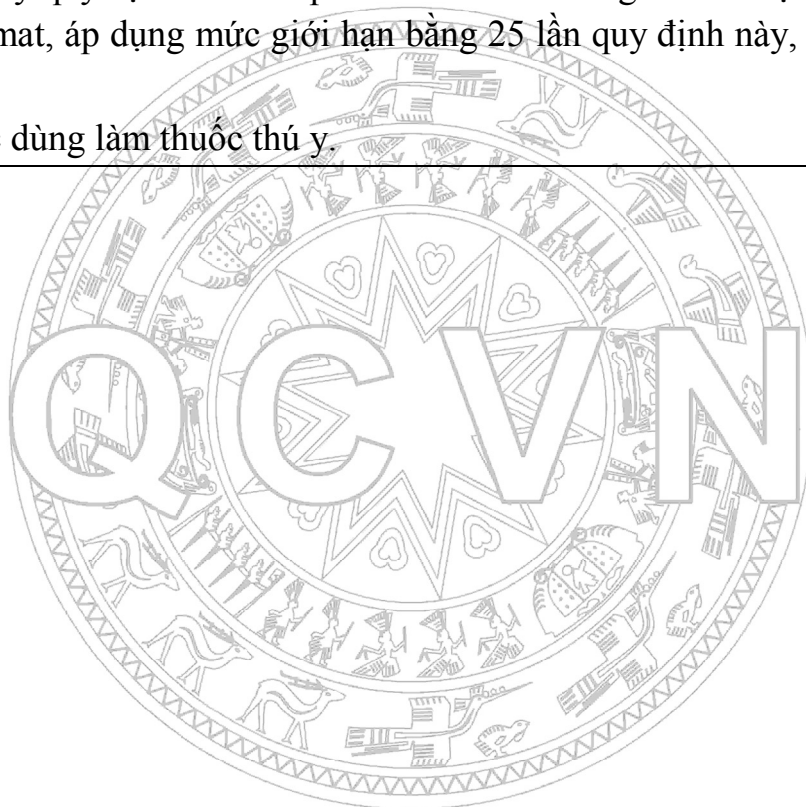 mat, áp dụng mức giới hạn bằng 25 lần quy định này,
dùng làm thuốc thú y.
QCVN